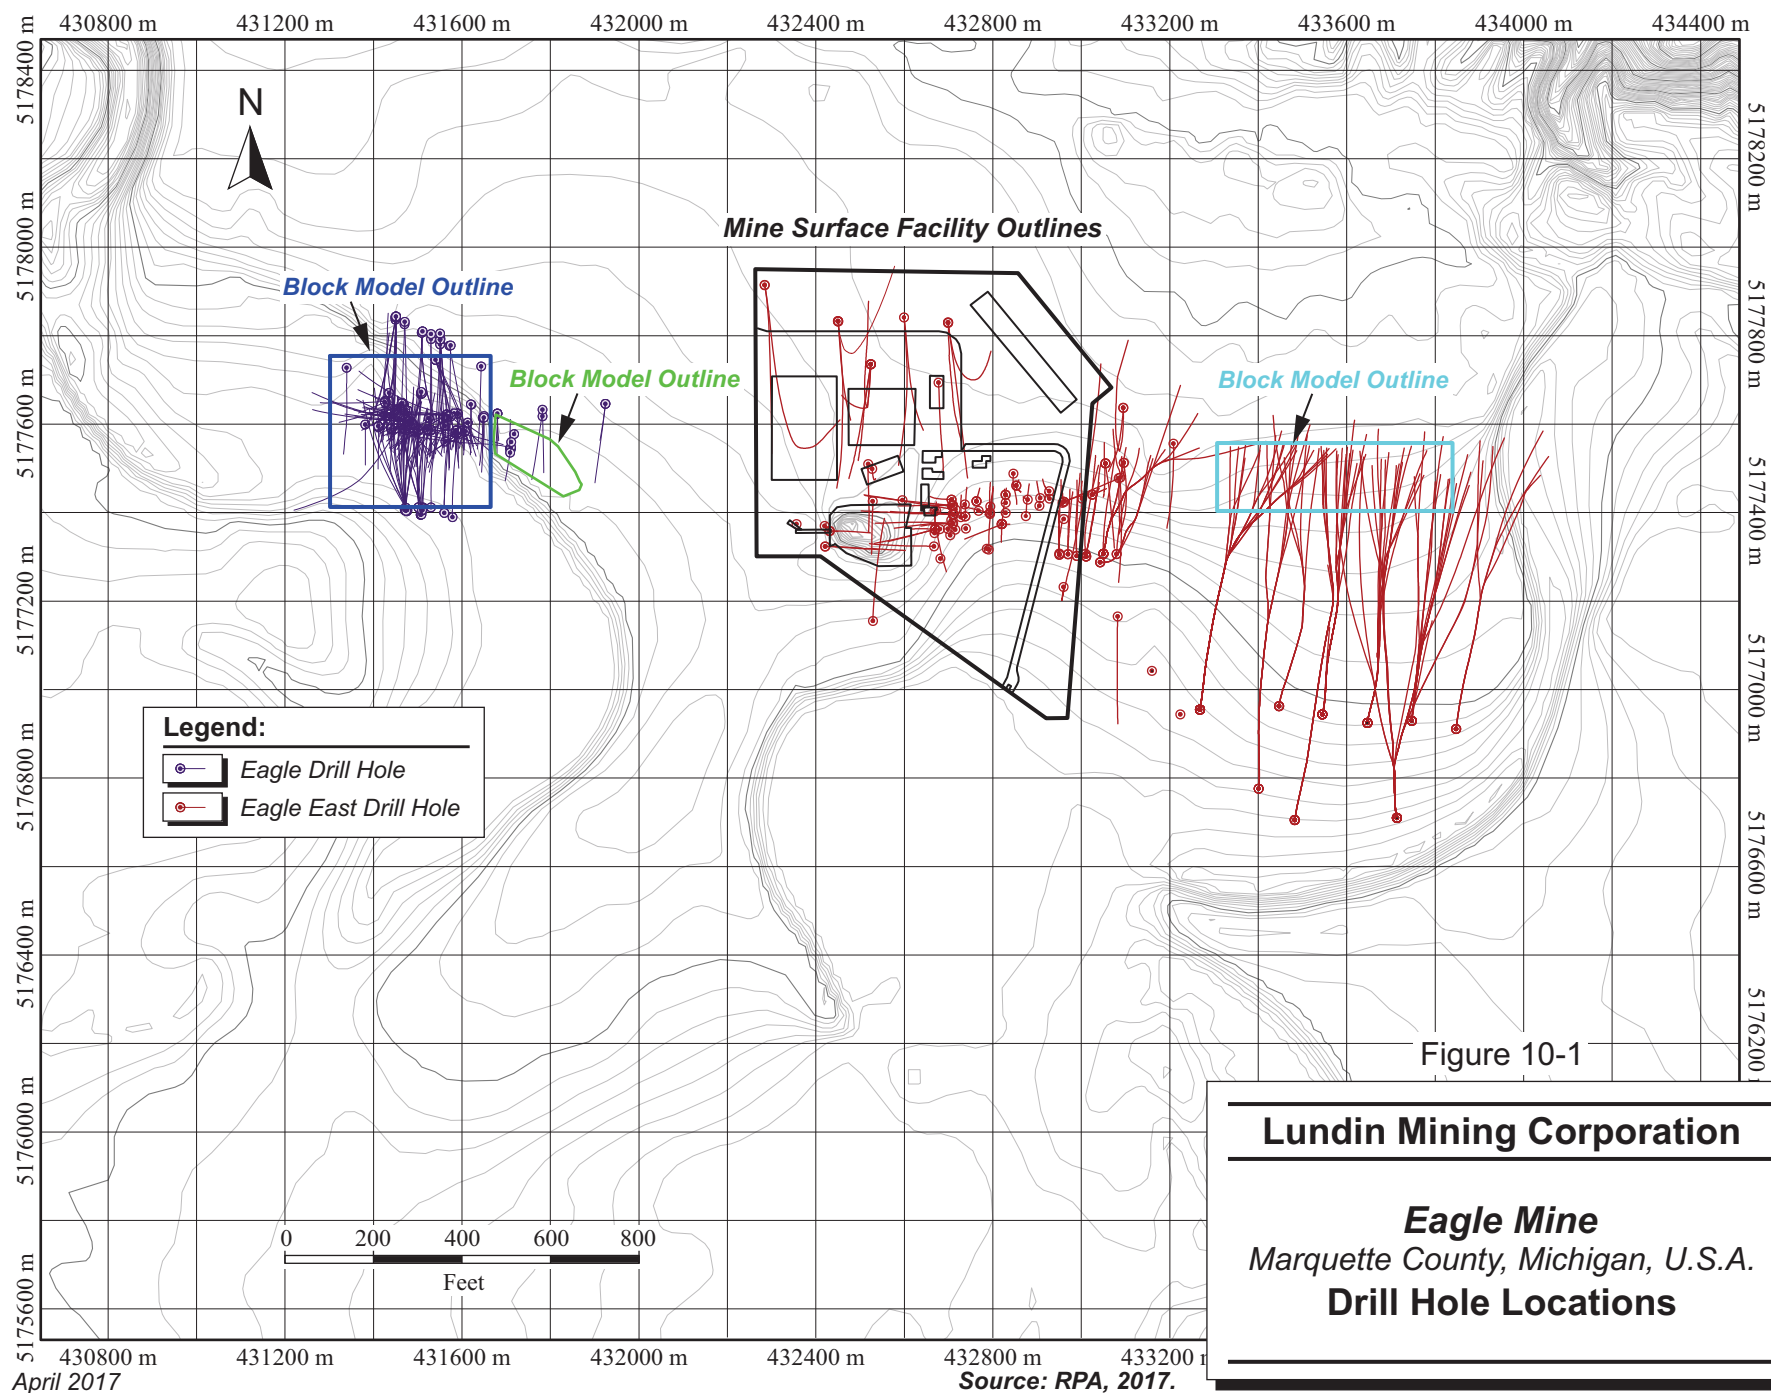 430800 m
431200 m
431600 m
432000 m
432400 m
432800 m
433200 m
433600 m
434000 m
434400 m
5178400 m
5178000 m
5177600 m
5177200 m
5176800 m
5176400 m
5176000 m
5175600 m
5178200 m
5177800 m
5177400 m
5177000 m
5176600 m
5176200
N
Mine Surface Facility Outlines
Block Model Outline
Block Model Outline
Block Model Outline
Legend:
Eagle Drill Hole
Eagle East Drill Hole
0 200 400 600 800
Feet
Figure 10-1
Lundin Mining Corporation
Eagle Mine
Marquette County, Michigan, U.S.A.
Drill Hole Locations
430800 m
431200 m
431600 m
432000 m
432400 m
432800 m
433200
April 2017
Source: RPA, 2017.